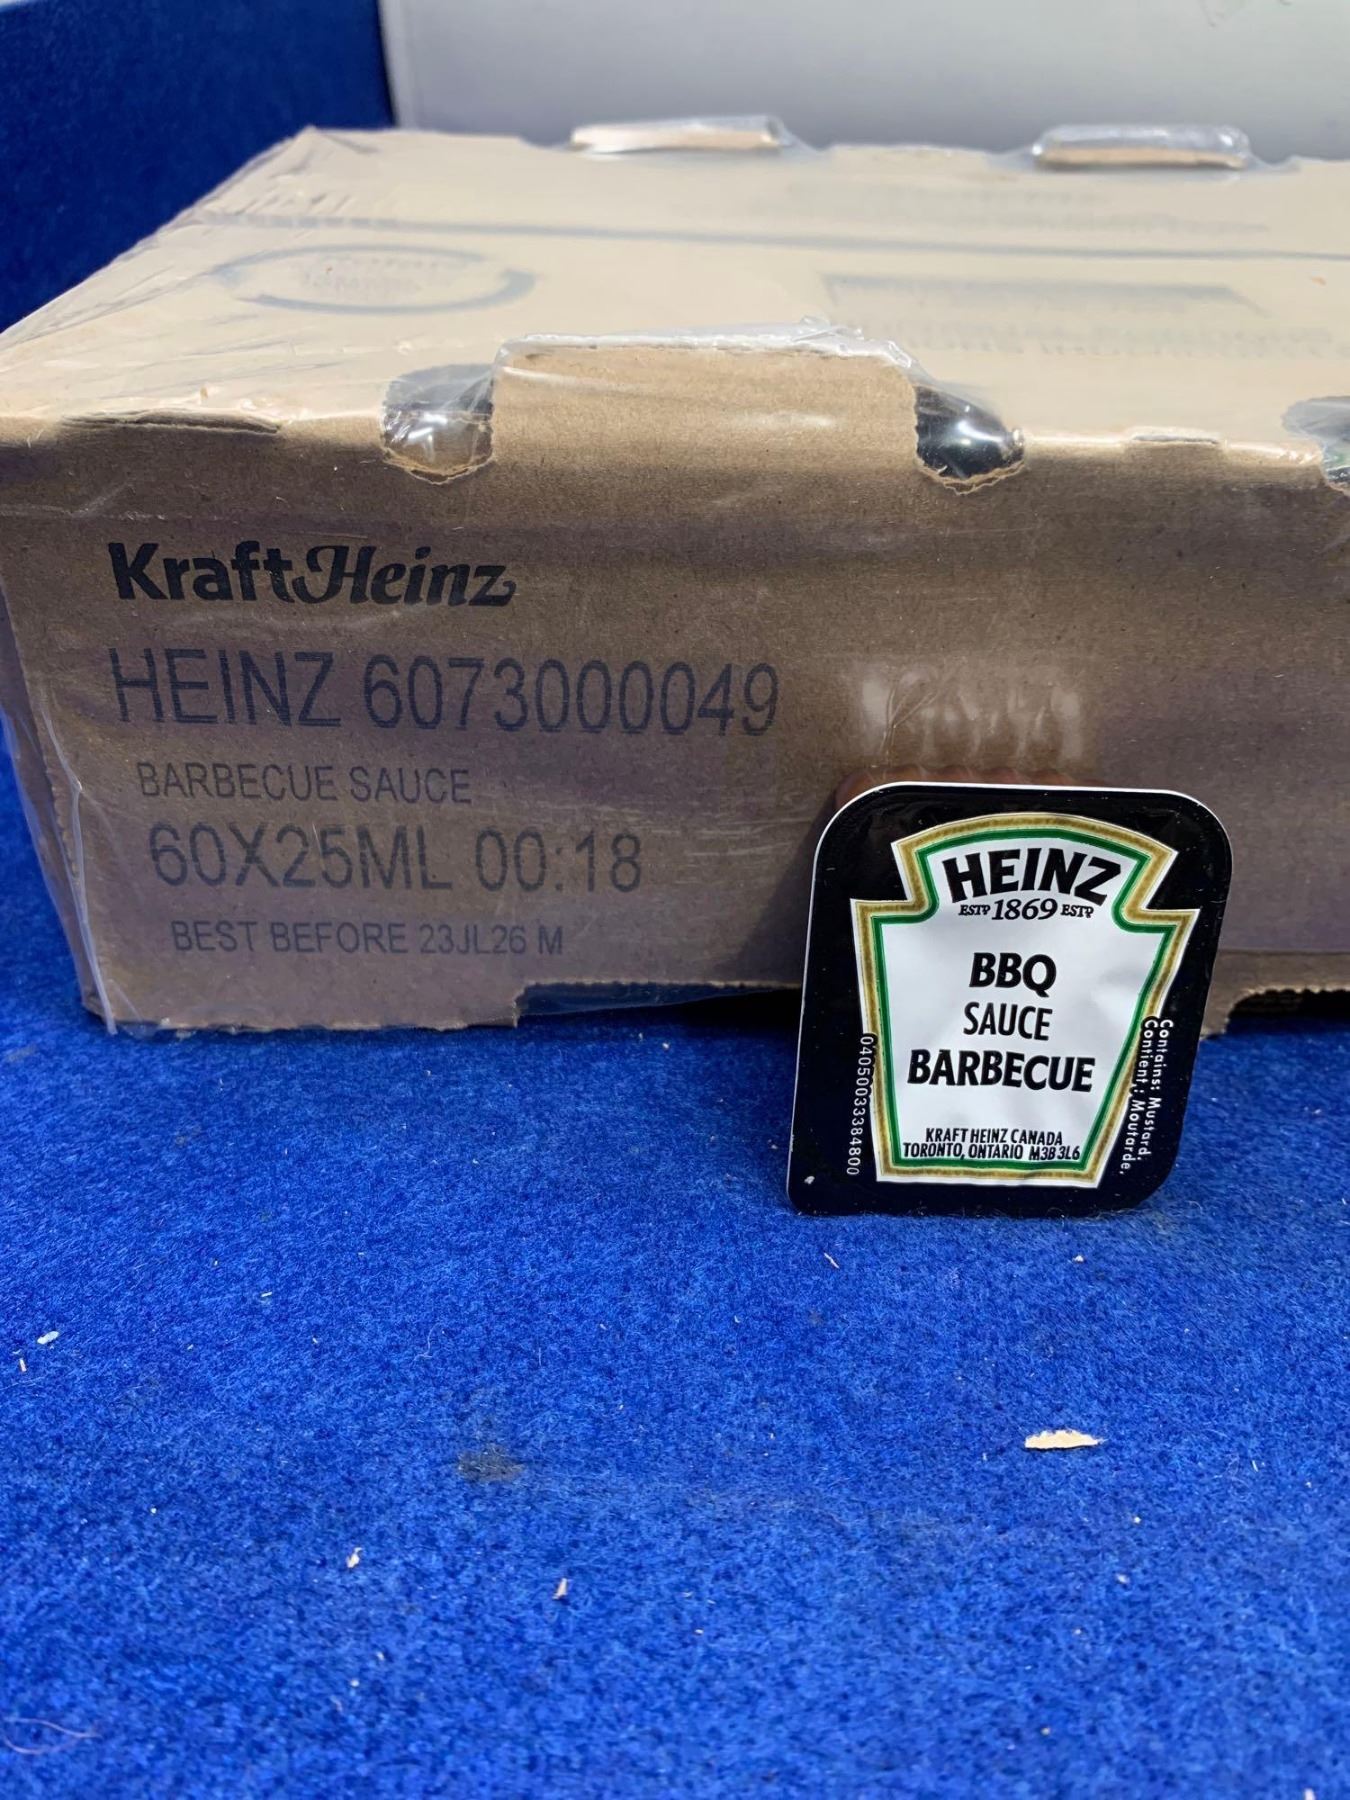 KraftHeinz
HEINZ 6073000049
BARBECUE SAUCE
60X25ML 00:18
BEST BEFORE 23JL26 M
HEINZ
ESTD 1869 ESTD
BBQ
SAUCE
BARBECUE
KRAFT HEINZ CANADA
TORONTO, ONTARIO M3B 3L6
04050033384800
Contains: Mustard.
Contient : Moutarde.